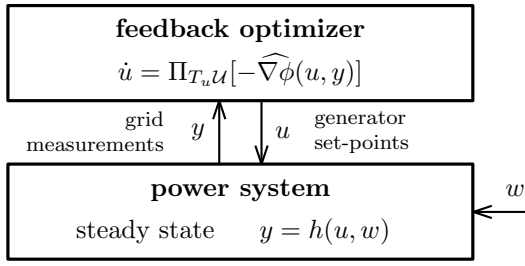 feedback optimizer
u̇ = Π_{T_u𝒰}[−∇̂ϕ(u, y)]
grid
measurements
y
u
generator
set-points
power system
w
steady state y = h(u, w)